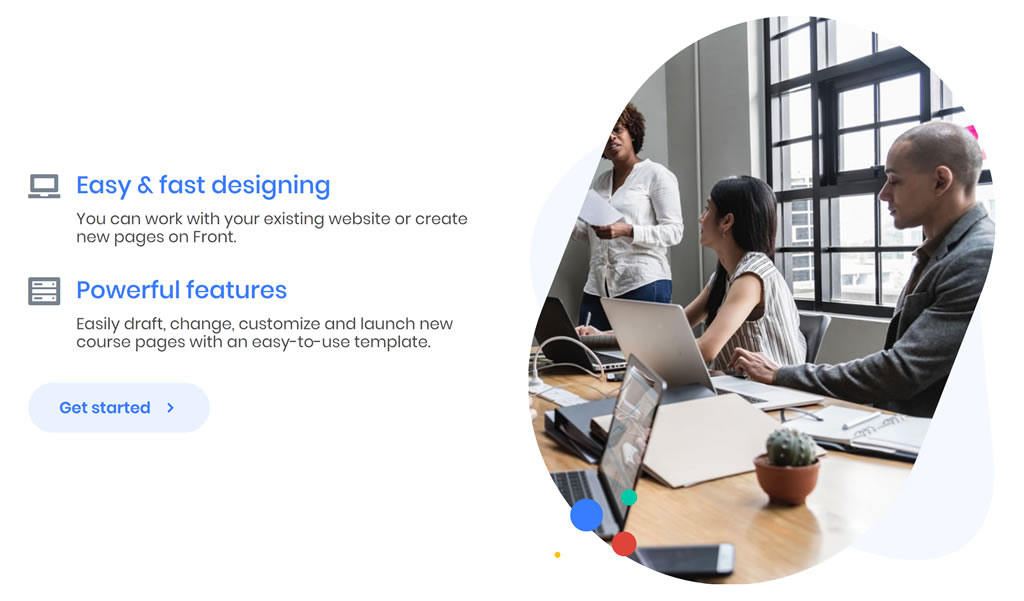 Easy & fast designing
You can work with your existing website or create
new pages on Front.
Powerful features
Easily draft, change, customize and launch new
course pages with an easy-to-use template.
Get started